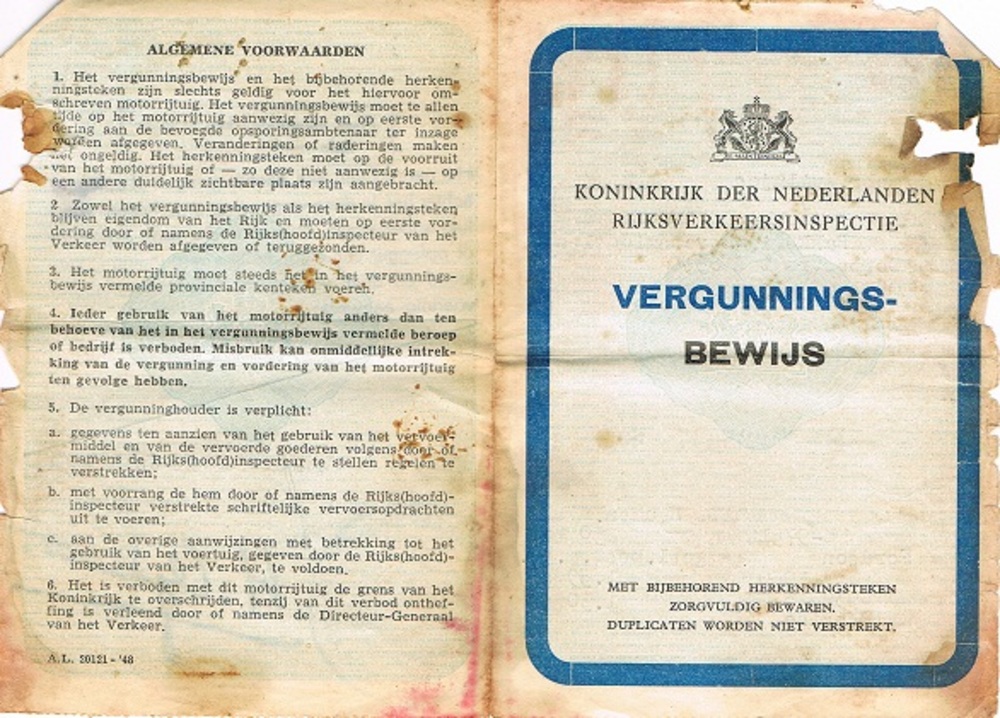 ALGEMENE VOORWAARDEN
1. Het vergunningsbewijs en het bijbehorende herken-
ningsteken zijn slechts geldig voor het hiervoor om-
schreven motorrijtuig. Het vergunningsbewijs moet te allen
tijde op het motorrijtuig aanwezig zijn en op eerste vor-
dering aan de bevoegde opsporingsambtenaar ter inzage
worden afgegeven. Veranderingen of raderingen maken
het ongeldig. Het herkenningsteken moet op de voorruit
van het motorrijtuig of — zo deze niet aanwezig is — op
een andere duidelijk zichtbare plaats zijn aangebracht.
2 Zowel het vergunningsbewijs als het herkenningsteken
blijven eigendom van het Rijk en moeten op eerste vor-
dering door of namens de Rijks(hoofd)inspecteur van het
Verkeer worden afgegeven of teruggezonden.
3. Het motorrijtuig moet steeds het in het vergunnings-
bewijs vermelde provinciale kenteken voeren.
4. Ieder gebruik van het motorrijtuig anders dan ten
behoeve van het in het vergunningsbewijs vermelde beroep
of bedrijf is verboden. Misbruik kan onmiddellijke intrek-
king van de vergunning en vordering van het motorrijtuig
ten gevolge hebben.
5. De vergunninghouder is verplicht:
a. gegevens ten aanzien van het gebruik van het vervoer-
middel en van de vervoerde goederen volgens door of
namens de Rijks(hoofd)inspecteur te stellen regelen te
verstrekken;
b. met voorrang de hem door of namens de Rijks(hoofd)-
inspecteur verstrekte schriftelijke vervoersopdrachten
uit te voeren;
c. aan de overige aanwijzingen met betrekking tot het
gebruik van het voertuig, gegeven door de Rijks(hoofd)-
inspecteur van het Verkeer, te voldoen.
6. Het is verboden met dit motorrijtuig de grens van het
Koninkrijk te overschrijden, tenzij van dit verbod onthef-
fing is verleend door of namens de Directeur-Generaal
van het Verkeer.
A.L. 20121 - '48
KONINKRIJK DER NEDERLANDEN
RIJKSVERKEERSINSPECTIE
VERGUNNINGS-
BEWIJS
MET BIJBEHOREND HERKENNINGSTEKEN
ZORGVULDIG BEWAREN.
DUPLICATEN WORDEN NIET VERSTREKT.